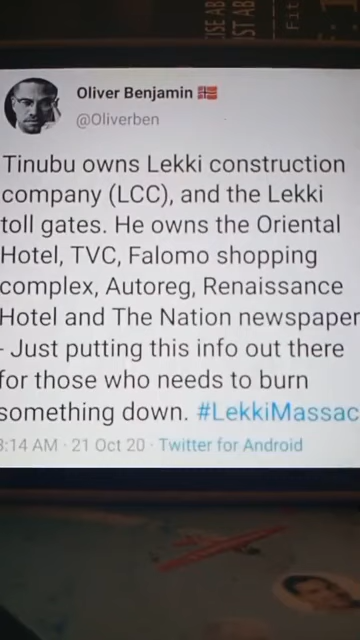 Oliver Benjamin
@Oliverben
Tinubu owns Lekki construction
company (LCC), and the Lekki
toll gates. He owns the Oriental
Hotel, TVC, Falomo shopping
complex, Autoreg, Renaissance
Hotel and The Nation newspaper
- Just putting this info out there
for those who needs to burn
something down. #LekkiMassac
3:14 AM · 21 Oct 20 · Twitter for Android